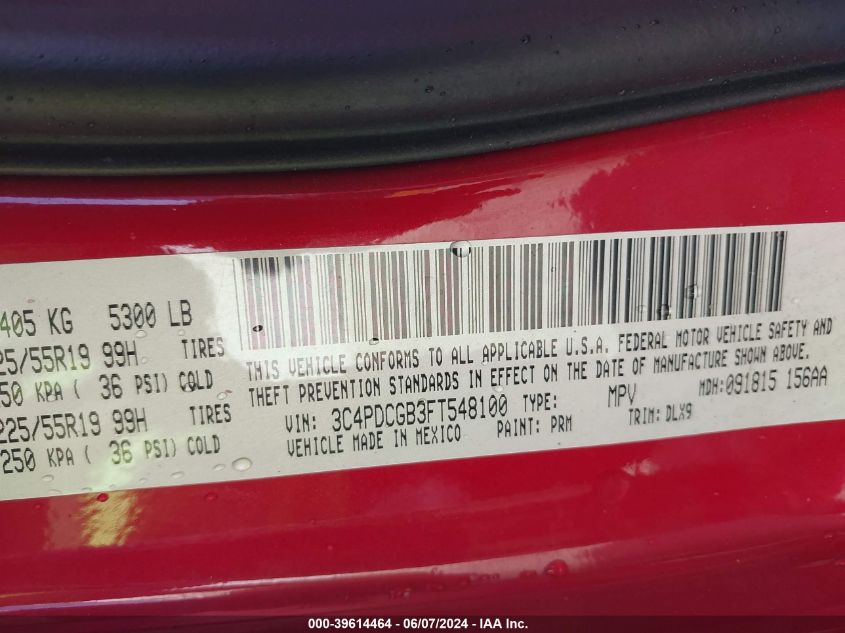 405 KG 5300 LB
225/55R19 99H TIRES
250 KPA ( 36 PSI) COLD
225/55R19 99H TIRES
250 KPA ( 36 PSI) COLD
THIS VEHICLE CONFORMS TO ALL APPLICABLE U.S.A. FEDERAL MOTOR VEHICLE SAFETY AND
THEFT PREVENTION STANDARDS IN EFFECT ON THE DATE OF MANUFACTURE SHOWN ABOVE.
VIN: 3C4PDCGB3FT548100 TYPE: MPV MDH:091815 156AA
VEHICLE MADE IN MEXICO PAINT: PRM TRIM: DLX9
000-39614464 - 06/07/2024 - IAA Inc.